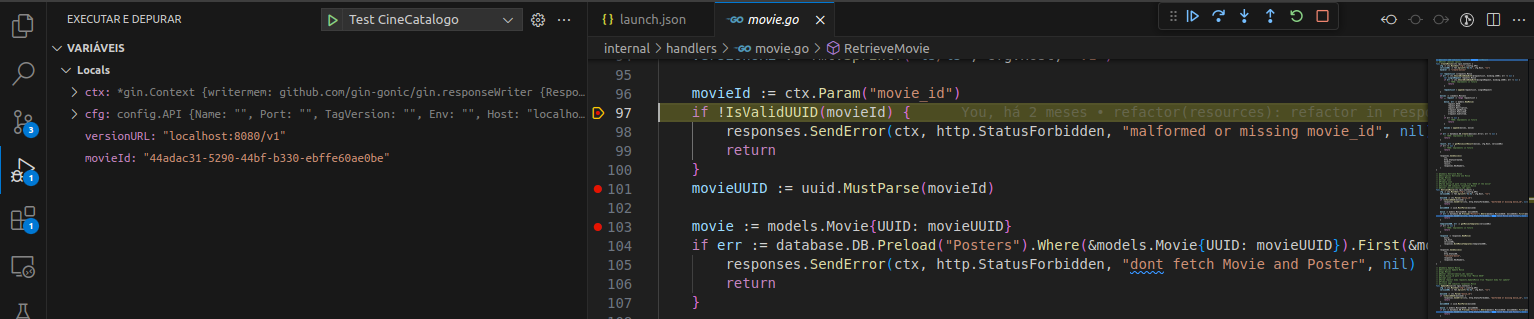 EXECUTAR E DEPURAR
Test CineCatalogo
VARIÁVEIS
Locals
ctx: *gin.Context {writermem: github.com/gin-gonic/gin.responseWriter {Respo…
cfg: config.API {Name: "", Port: "", TagVersion: "", Env: "", Host: "localho…
versionURL: "localhost:8080/v1"
movieId: "44adac31-5290-44bf-b330-ebffe60ae0be"
3
1
1
{} launch.json
GO movie.go
internal > handlers > GO movie.go > RetrieveMovie
95
96 movieId := ctx.Param("movie_id")
97 if !IsValidUUID(movieId) { You, há 2 meses • refactor(resources): refactor in resp
98 responses.SendError(ctx, http.StatusForbidden, "malformed or missing movie_id", nil
99 return
100 }
101 movieUUID := uuid.MustParse(movieId)
102
103 movie := models.Movie{UUID: movieUUID}
104 if err := database.DB.Preload("Posters").Where(&models.Movie{UUID: movieUUID}).First(&mo
105 responses.SendError(ctx, http.StatusForbidden, "dont fetch Movie and Poster", nil)
106 return
107 }